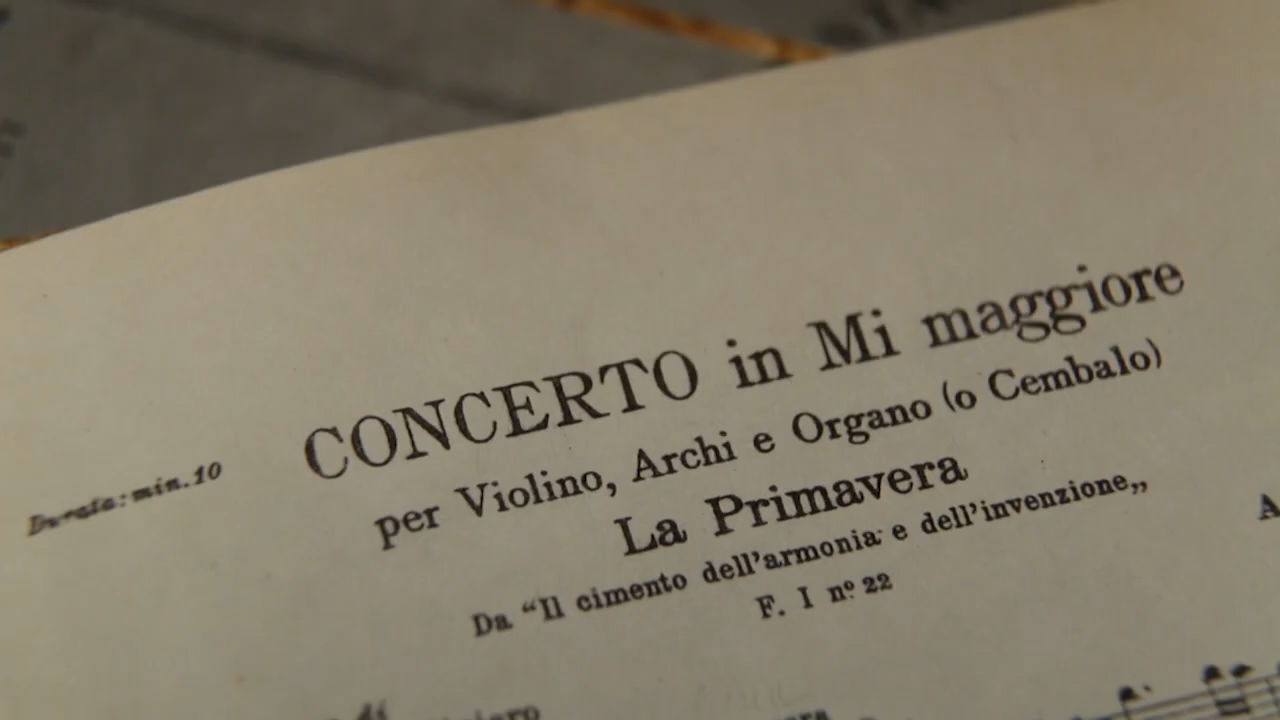 CONCERTO in Mi maggiore
per Violino, Archi e Organo (o Cembalo)
Durata: min. 10
La Primavera
Da “Il cimento dell'armonia e dell'invenzione„
F. I nº 22